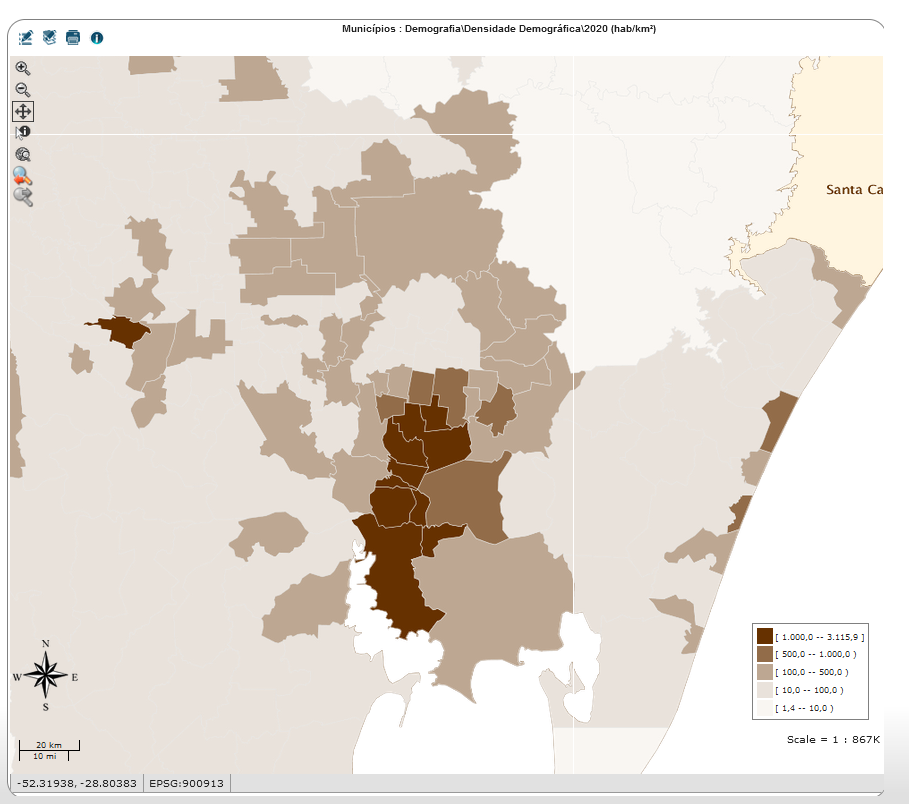 Municípios : Demografia\Densidade Demográfica\2020 (hab/km²)
Santa Ca
[ 1.000,0 -- 3.115,9 ]
[ 500,0 -- 1.000,0 )
[ 100,0 -- 500,0 )
[ 10,0 -- 100,0 )
[ 1,4 -- 10,0 )
N
W E
S
Scale = 1 : 867K
20 km
10 mi
-52.31938, -28.80383 EPSG:900913